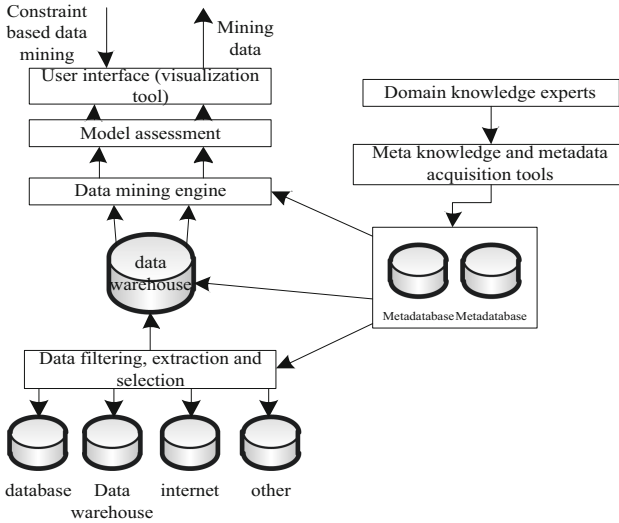 Constraint
based data
mining
Mining
data
User interface (visualization
tool)
Model assessment
Data mining engine
data
warehouse
Data filtering, extraction and
selection
database
Data
warehouse
internet
other
Domain knowledge experts
Meta knowledge and metadata
acquisition tools
Metadatabase Metadatabase